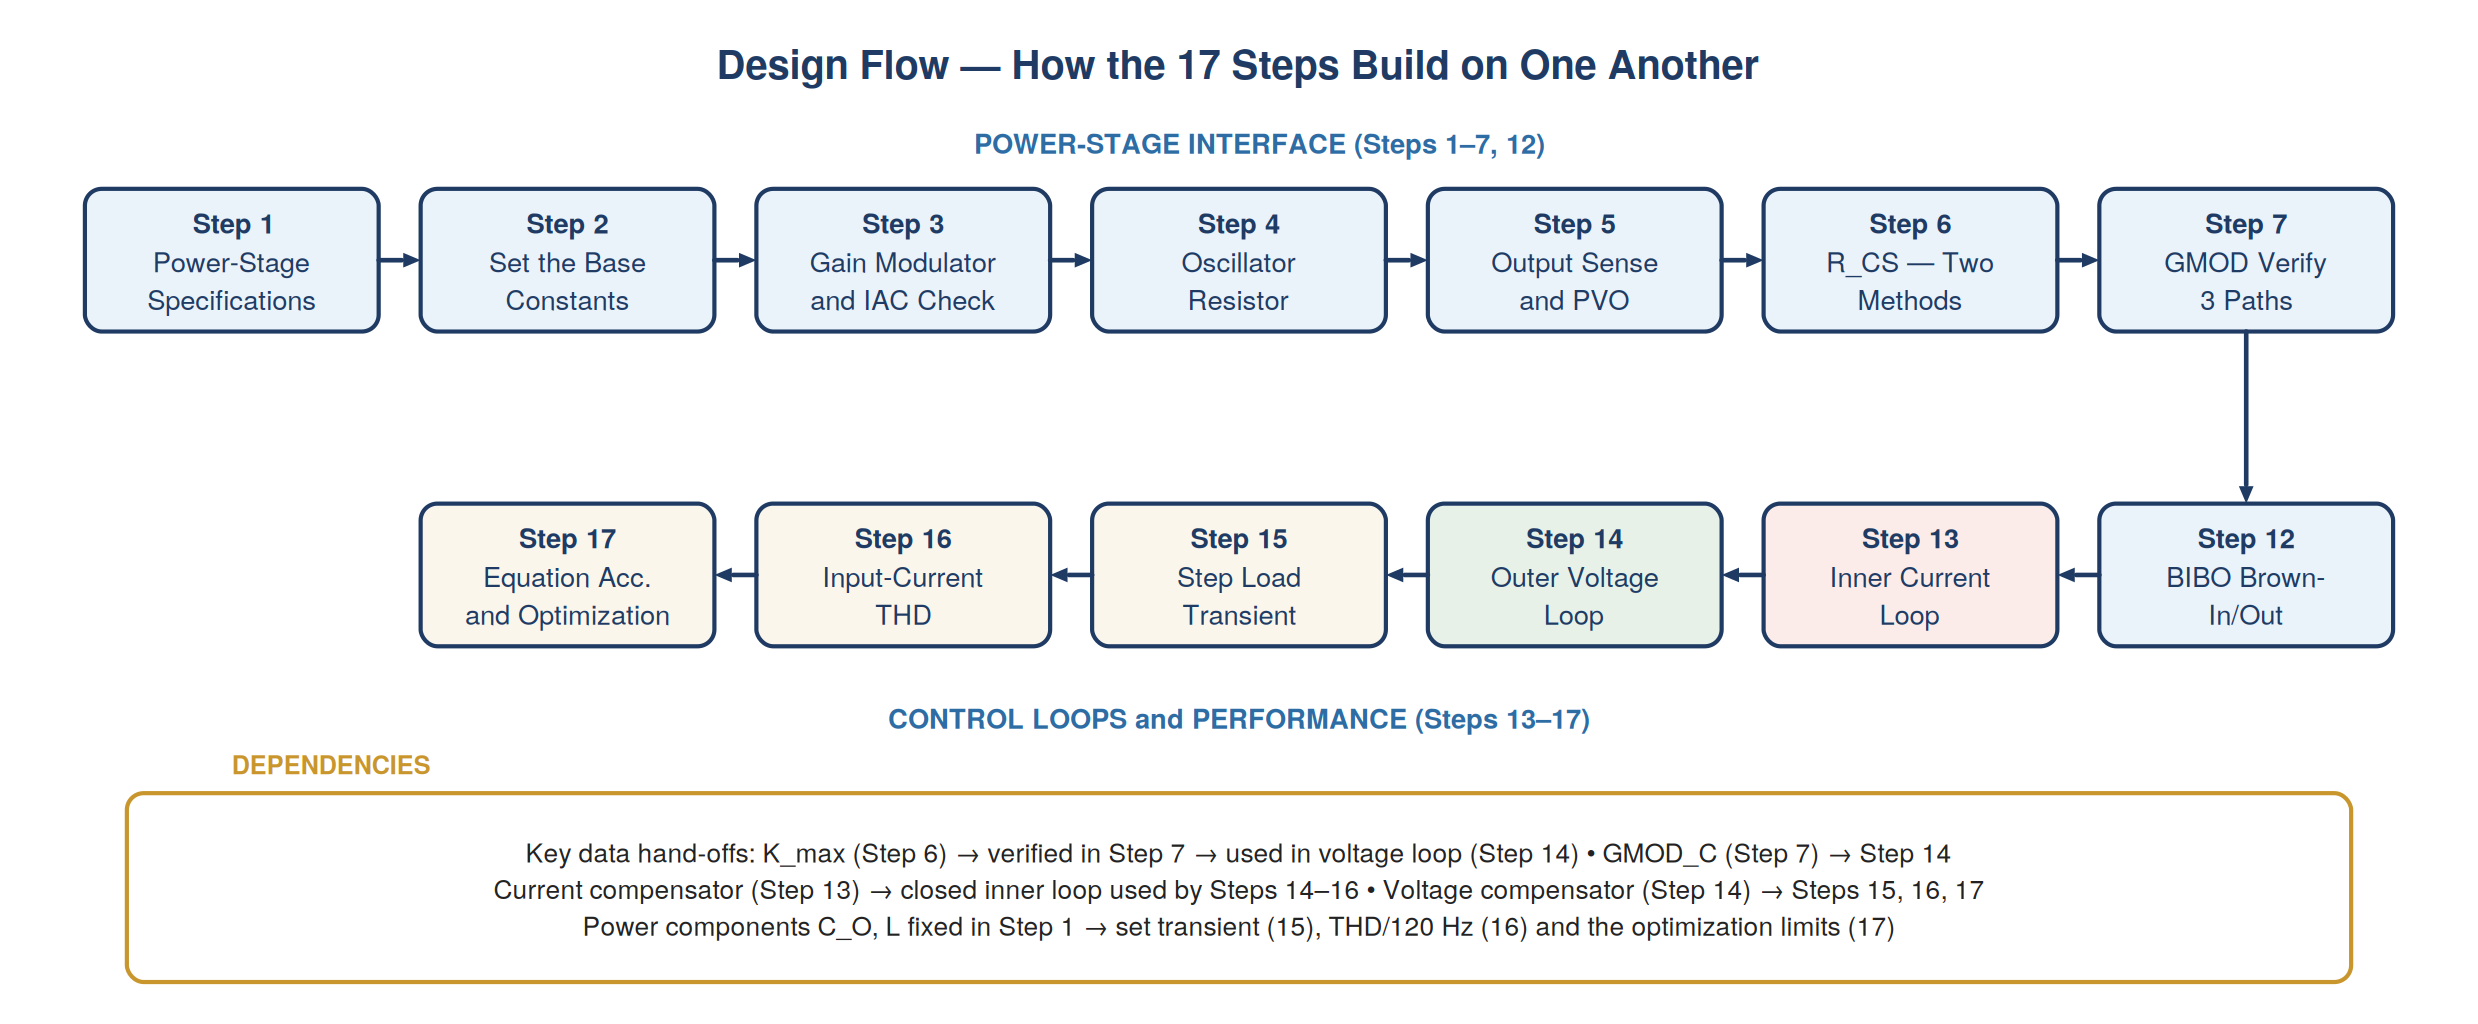 Design Flow — How the 17 Steps Build on One Another
POWER-STAGE INTERFACE (Steps 1–7, 12)
Step 1
Power-Stage
Specifications
Step 2
Set the Base
Constants
Step 3
Gain Modulator
and IAC Check
Step 4
Oscillator
Resistor
Step 5
Output Sense
and PVO
Step 6
R_CS — Two
Methods
Step 7
GMOD Verify
3 Paths
Step 17
Equation Acc.
and Optimization
Step 16
Input-Current
THD
Step 15
Step Load
Transient
Step 14
Outer Voltage
Loop
Step 13
Inner Current
Loop
Step 12
BIBO Brown-
In/Out
CONTROL LOOPS and PERFORMANCE (Steps 13–17)
DEPENDENCIES
Key data hand-offs: K_max (Step 6) → verified in Step 7 → used in voltage loop (Step 14) • GMOD_C (Step 7) → Step 14
Current compensator (Step 13) → closed inner loop used by Steps 14–16 • Voltage compensator (Step 14) → Steps 15, 16, 17
Power components C_O, L fixed in Step 1 → set transient (15), THD/120 Hz (16) and the optimization limits (17)